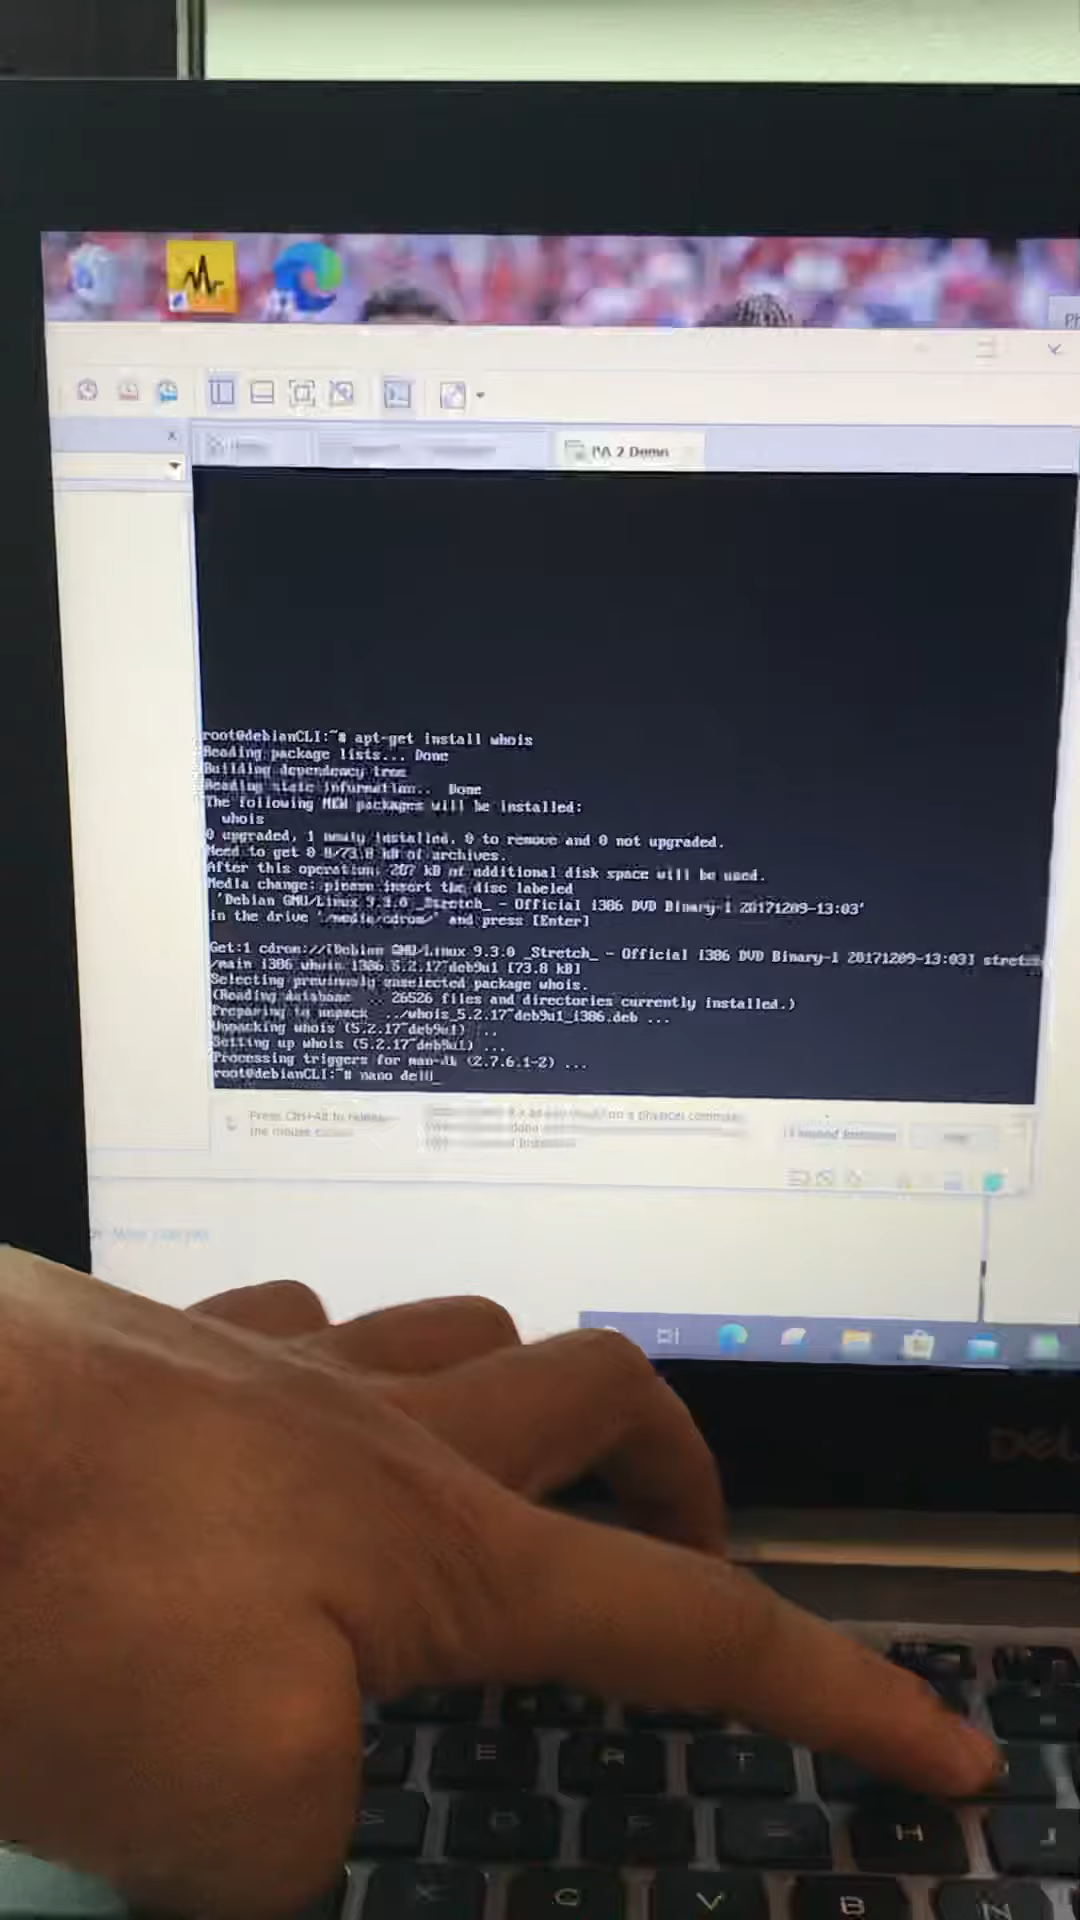 PA 2 Demo
root@debianCLI:~# apt-get install whois
Reading package lists... Done
Building dependency tree
Reading state information... Done
The following NEW packages will be installed:
whois
0 upgraded, 1 newly installed, 0 to remove and 0 not upgraded.
Need to get 0 B/73.8 kB of archives.
After this operation, 207 kB of additional disk space will be used.
Media change: please insert the disc labeled
'Debian GNU/Linux 9.3.0 _Stretch_ - Official i386 DVD Binary-1 20171209-13:03'
in the drive '/media/cdrom/' and press [Enter]
Get:1 cdrom://[Debian GNU/Linux 9.3.0 _Stretch_ - Official i386 DVD Binary-1 20171209-13:03] stretch
/main i386 whois i386 5.2.17~deb9u1 [73.8 kB]
Selecting previously unselected package whois.
(Reading database ... 26526 files and directories currently installed.)
Preparing to unpack .../whois_5.2.17~deb9u1_i386.deb ...
Unpacking whois (5.2.17~deb9u1) ...
Setting up whois (5.2.17~deb9u1) ...
Processing triggers for man-db (2.7.6.1-2) ...
root@debianCLI:~# nano de
on a physical
DELL
E R T
H J
C V B N